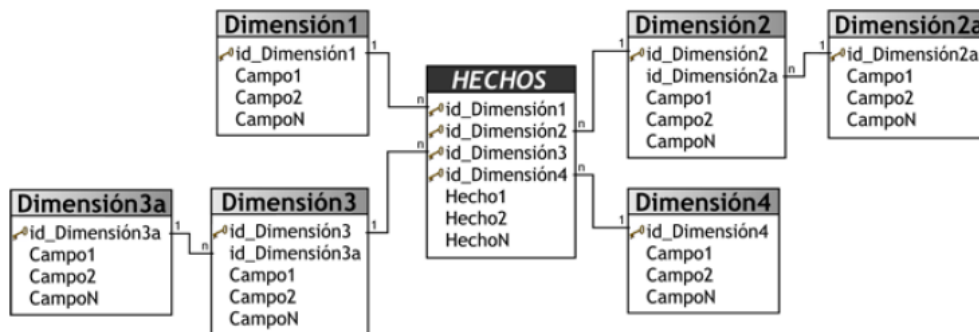 Dimensión1
id_Dimensión1
Campo1
Campo2
CampoN
1
n
HECHOS
id_Dimensión1
id_Dimensión2
id_Dimensión3
id_Dimensión4
Hecho1
Hecho2
HechoN
n
n
n
1
Dimensión2
id_Dimensión2
id_Dimensión2a
Campo1
Campo2
CampoN
n
1
Dimensión2a
id_Dimensión2a
Campo1
Campo2
CampoN
Dimensión3a
id_Dimensión3a
Campo1
Campo2
CampoN
1
n
Dimensión3
id_Dimensión3
id_Dimensión3a
Campo1
Campo2
CampoN
1
1
Dimensión4
id_Dimensión4
Campo1
Campo2
CampoN